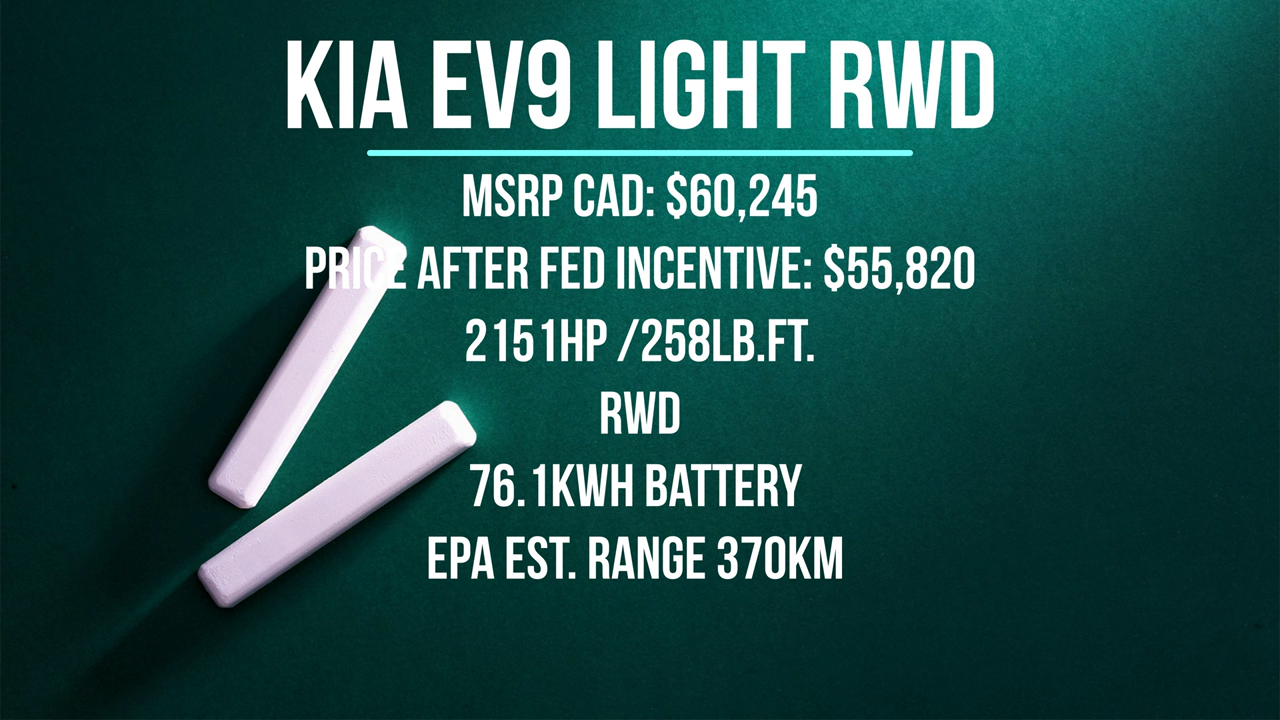 KIA EV9 LIGHT RWD
MSRP CAD: $60,245
PRICE AFTER FED INCENTIVE: $55,820
2151HP /258LB.FT.
RWD
76.1KWH BATTERY
EPA EST. RANGE 370KM